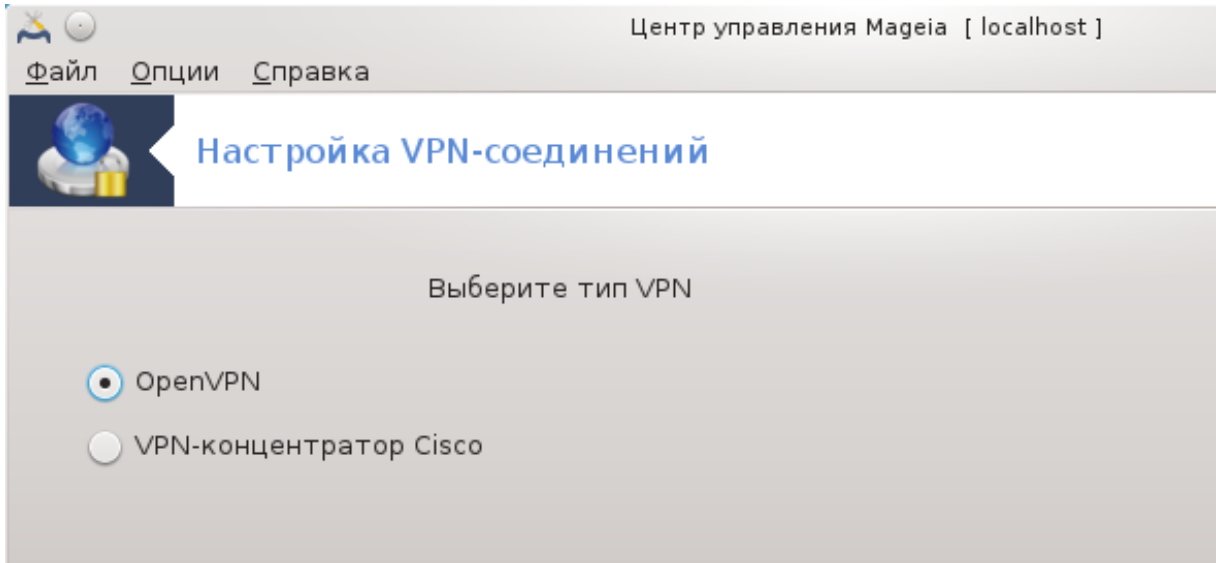 Центр управления Mageia [ localhost ]
Файл Опции Справка
Настройка VPN-соединений
Выберите тип VPN
OpenVPN
VPN-концентратор Cisco